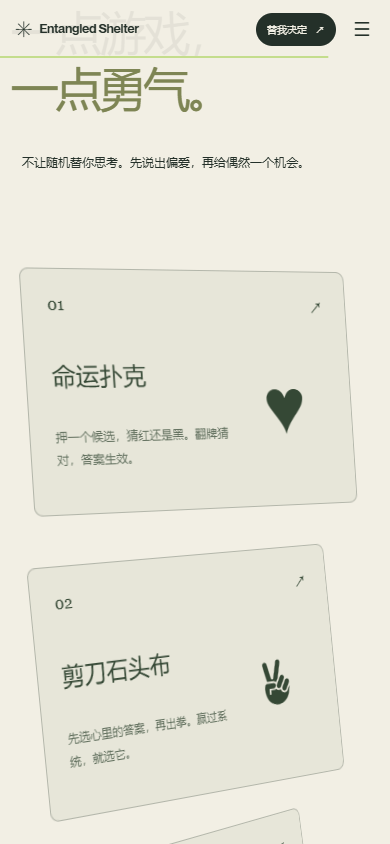 一点游戏，
Entangled Shelter
替我决定 ↗
一点勇气。
不让随机替你思考。先说出偏爱，再给偶然一个机会。
01
↗
命运扑克
押一个候选，猜红还是黑。翻牌猜
对，答案生效。
02
↗
剪刀石头布
先选心里的答案，再出拳。赢过系
统，就选它。